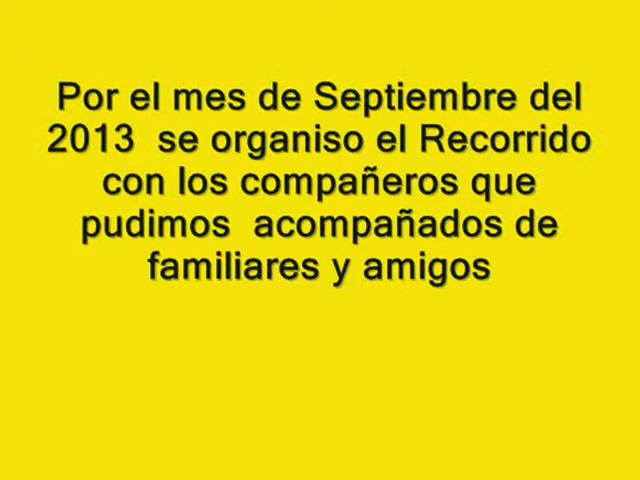 Por el mes de Septiembre del
2013  se organiso el Recorrido
con los compañeros que
pudimos  acompañados de
familiares y amigos